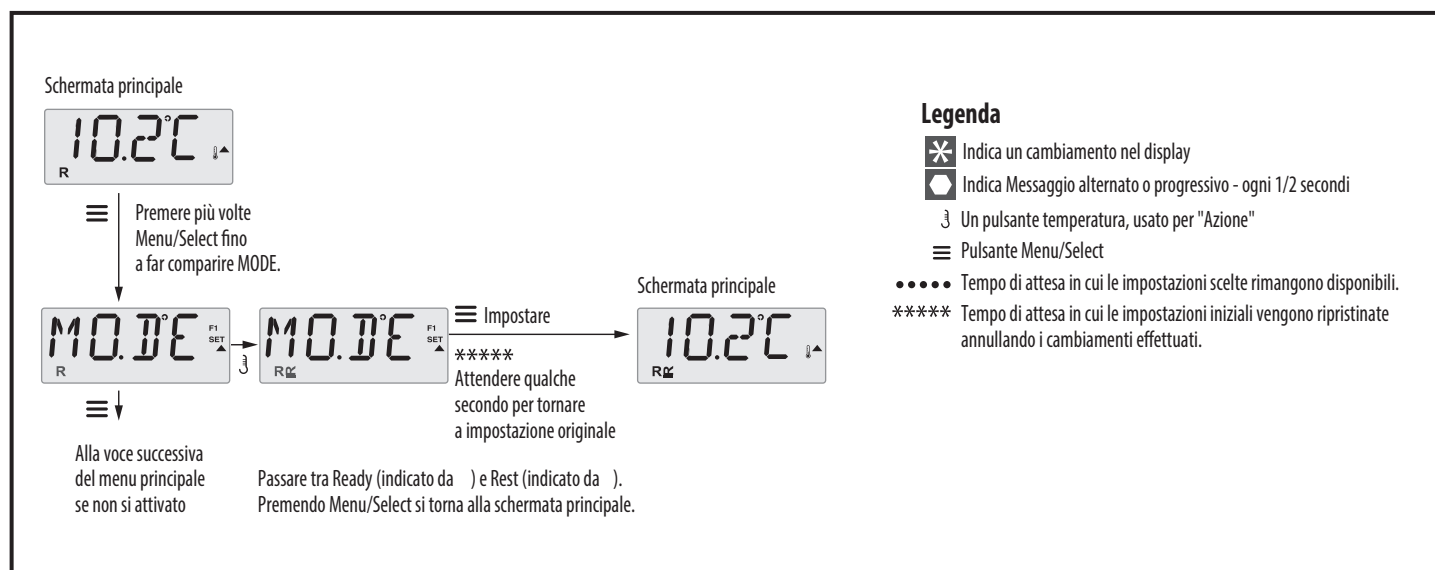 Schermata principale
10.2°C
R
Premere più volte
Menu/Select fino
a far comparire MODE.
MO.DE
F1
SET
R
MO.DE
F1
SET
RR
Impostare
*****
Attendere qualche
secondo per tornare
a impostazione originale
Schermata principale
10.2°C
RR
Alla voce successiva
del menu principale
se non si attivato
Passare tra Ready (indicato da ) e Rest (indicato da ).
Premendo Menu/Select si torna alla schermata principale.
Legenda
Indica un cambiamento nel display
Indica Messaggio alternato o progressivo - ogni 1/2 secondi
Un pulsante temperatura, usato per "Azione"
Pulsante Menu/Select
••••• Tempo di attesa in cui le impostazioni scelte rimangono disponibili.
***** Tempo di attesa in cui le impostazioni iniziali vengono ripristinate
annullando i cambiamenti effettuati.